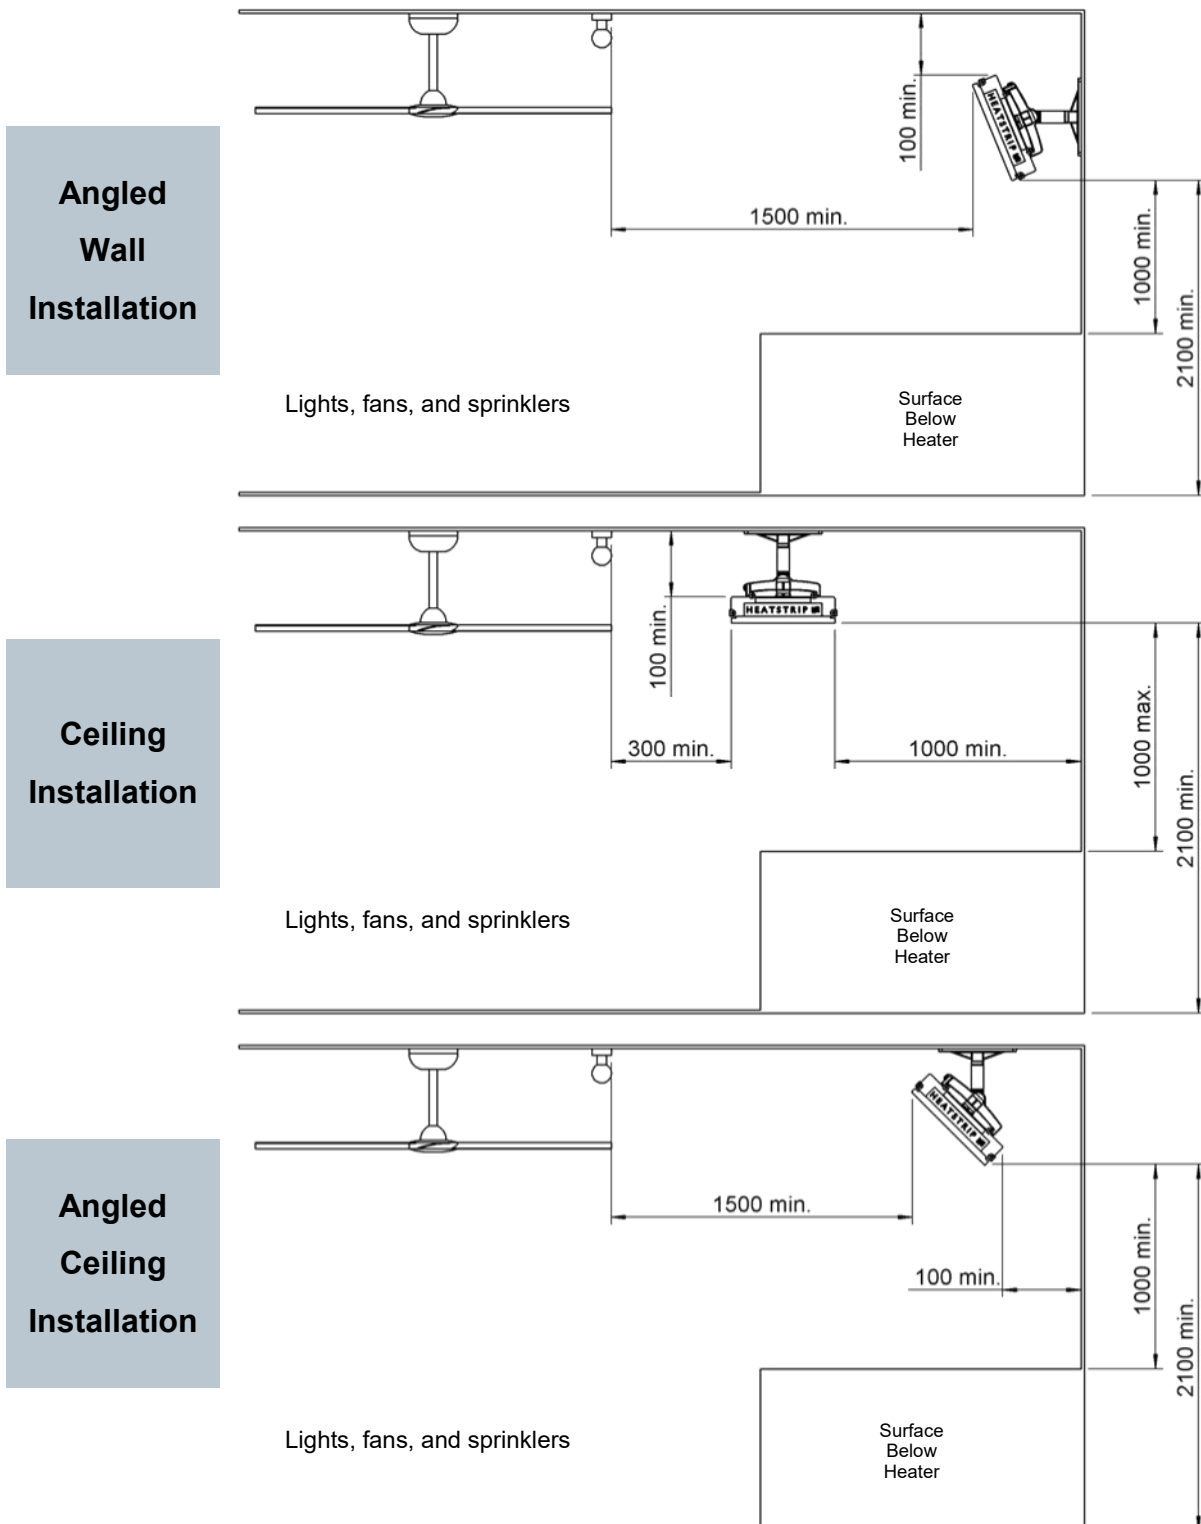 Angled
Wall
Installation
100 min.
HEATSTRIP
1500 min.
1000 min.
2100 min.
Lights, fans, and sprinklers
Surface
Below
Heater
Ceiling
Installation
100 min.
HEATSTRIP
300 min.
1000 min.
1000 max.
2100 min.
Lights, fans, and sprinklers
Surface
Below
Heater
Angled
Ceiling
Installation
HEATSTRIP
1500 min.
100 min.
1000 min.
2100 min.
Lights, fans, and sprinklers
Surface
Below
Heater